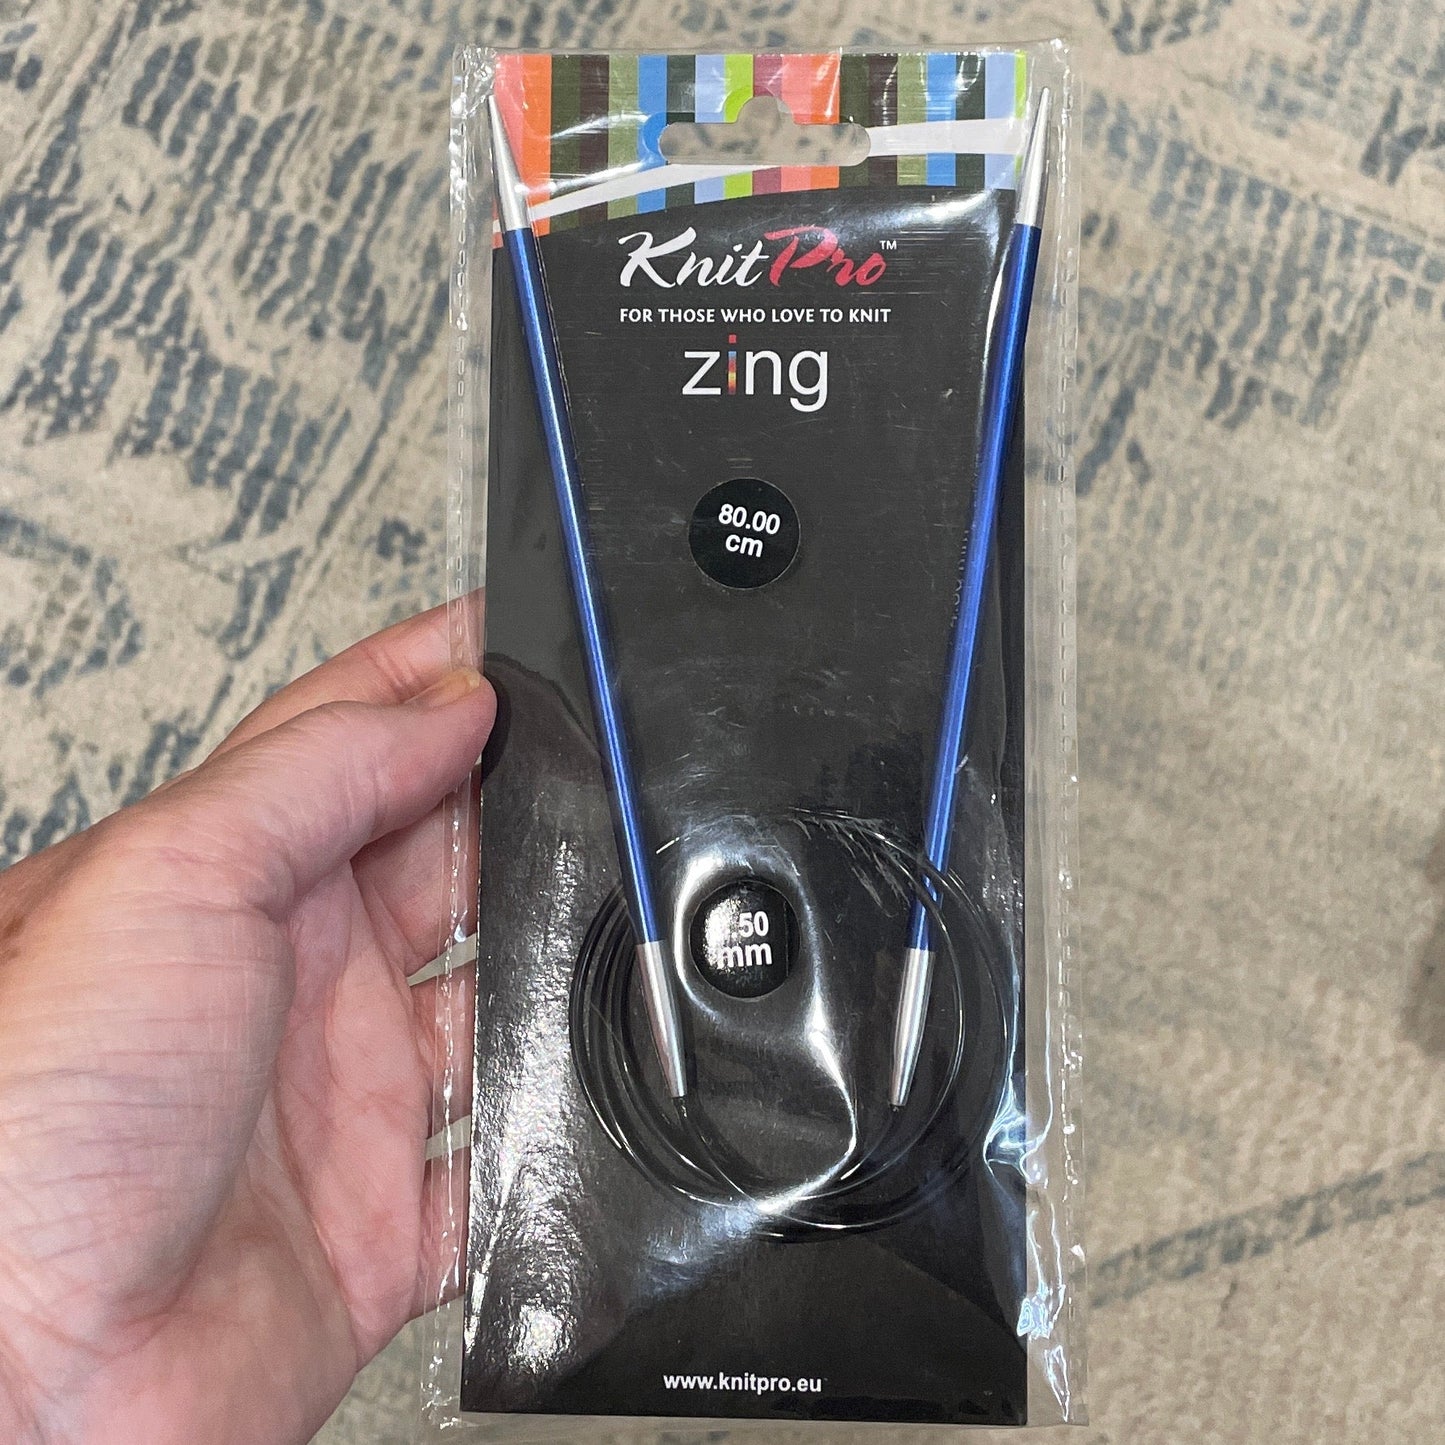 KnitPro™
FOR THOSE WHO LOVE TO KNIT
zing
80.00
cm
.50
mm
www.knitpro.eu